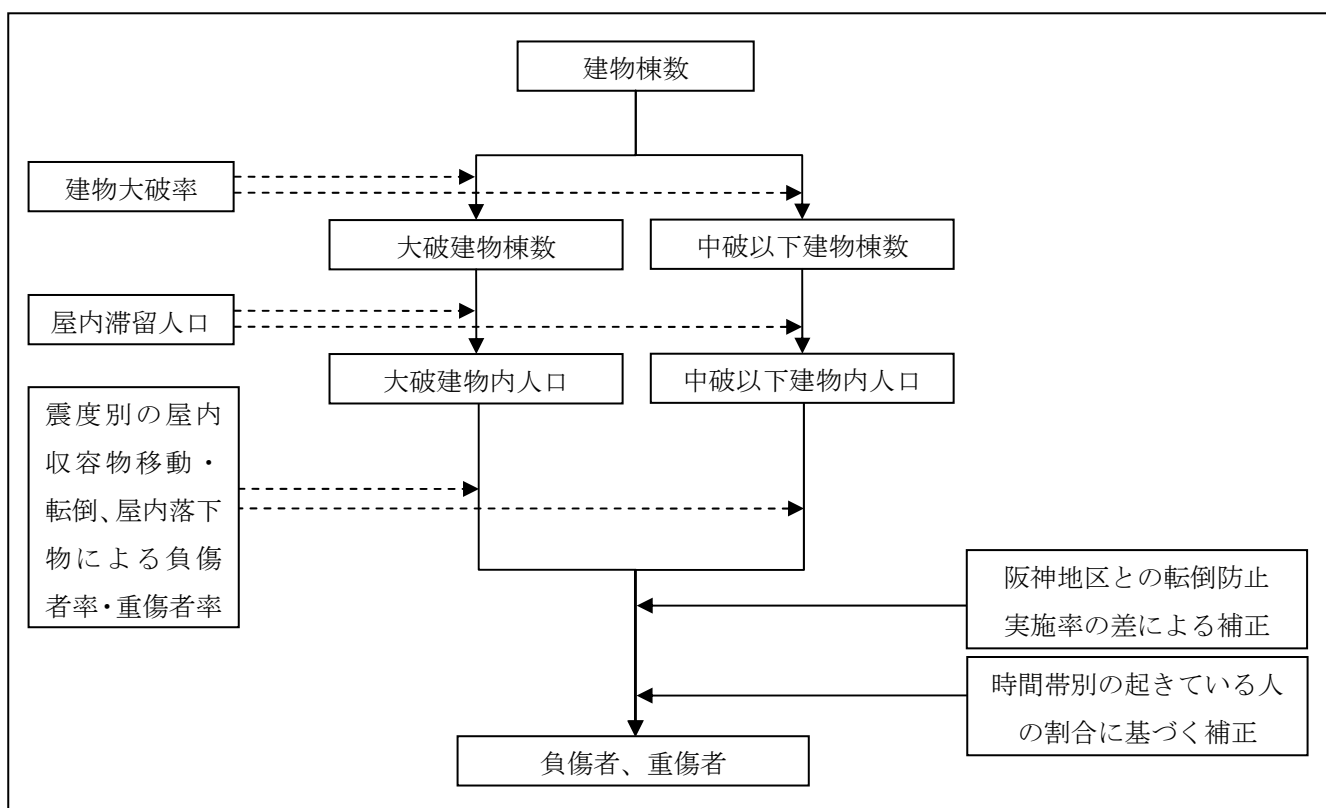 建物棟数
建物大破率
大破建物棟数
中破以下建物棟数
屋内滞留人口
大破建物内人口
中破以下建物内人口
震度別の屋内
収容物移動・
転倒、屋内落下
物による負傷
者率・重傷者率
阪神地区との転倒防止
実施率の差による補正
時間帯別の起きている人
の割合に基づく補正
負傷者、重傷者